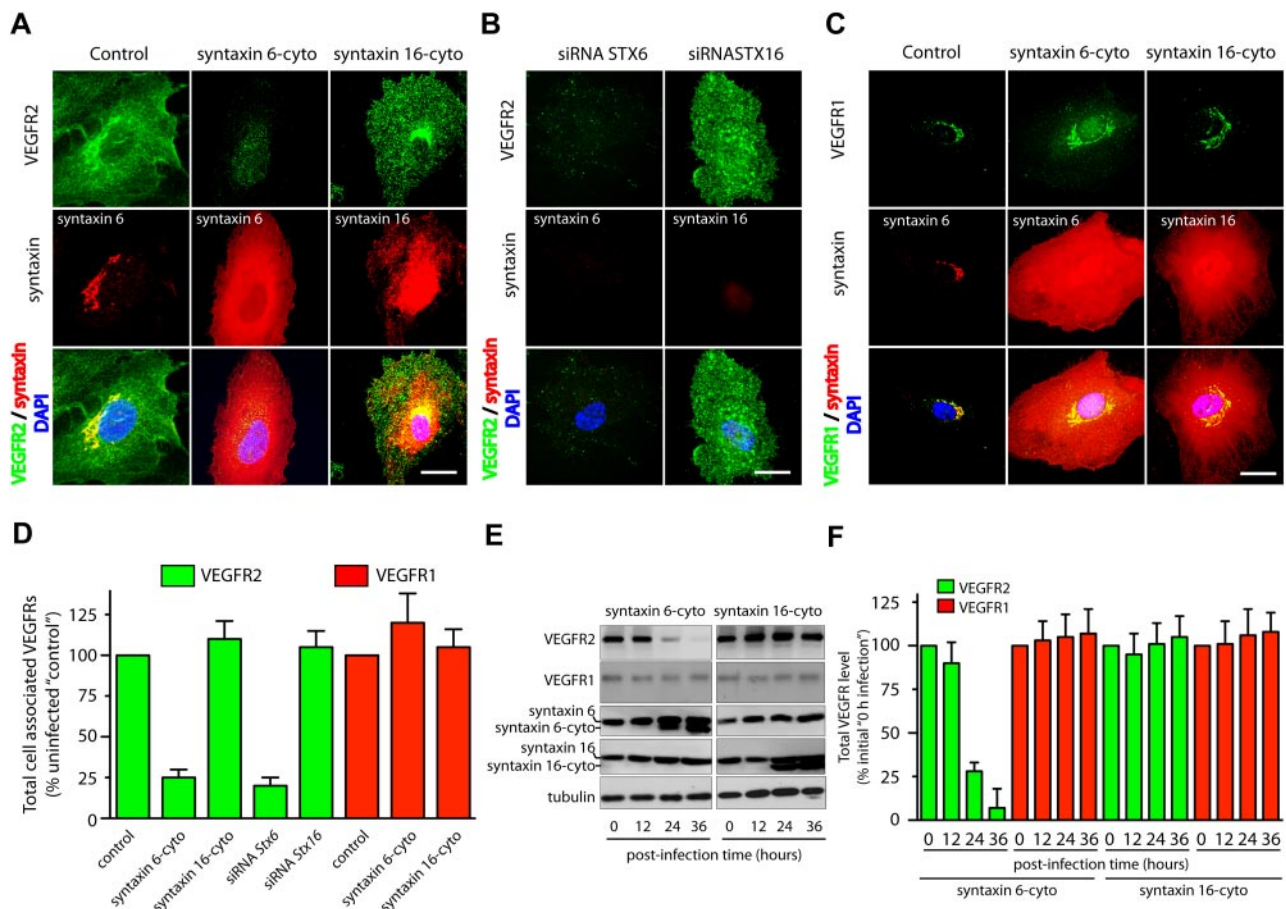 A
Control
syntaxin 6-cyto
syntaxin 16-cyto
VEGFR2
syntaxin
VEGFR2 / syntaxin
DAPI
syntaxin 6
syntaxin 6
syntaxin 16
B
siRNA STX6
siRNASTX16
VEGFR2
syntaxin
VEGFR2 / syntaxin
DAPI
syntaxin 6
syntaxin 16
C
Control
syntaxin 6-cyto
syntaxin 16-cyto
VEGFR1
syntaxin
VEGFR1 / syntaxin
DAPI
syntaxin 6
syntaxin 6
syntaxin 16
D
Total cell associated VEGFRs
(% uninfected "control")
VEGFR2
VEGFR1
125
100
75
50
25
0
control
syntaxin 6-cyto
syntaxin 16-cyto
siRNA Stx6
siRNA Stx16
control
syntaxin 6-cyto
syntaxin 16-cyto
E
syntaxin 6-cyto
syntaxin 16-cyto
VEGFR2
VEGFR1
syntaxin 6
syntaxin 6-cyto
syntaxin 16
syntaxin 16-cyto
tubulin
0 12 24 36 0 12 24 36
post-infection time (hours)
F
VEGFR2
VEGFR1
Total VEGFR level
(% initial "0 h infection")
125
100
75
50
25
0
0 12 24 36 0 12 24 36 0 12 24 36 0 12 24 36
post-infection time (hours)
syntaxin 6-cyto
syntaxin 16-cyto